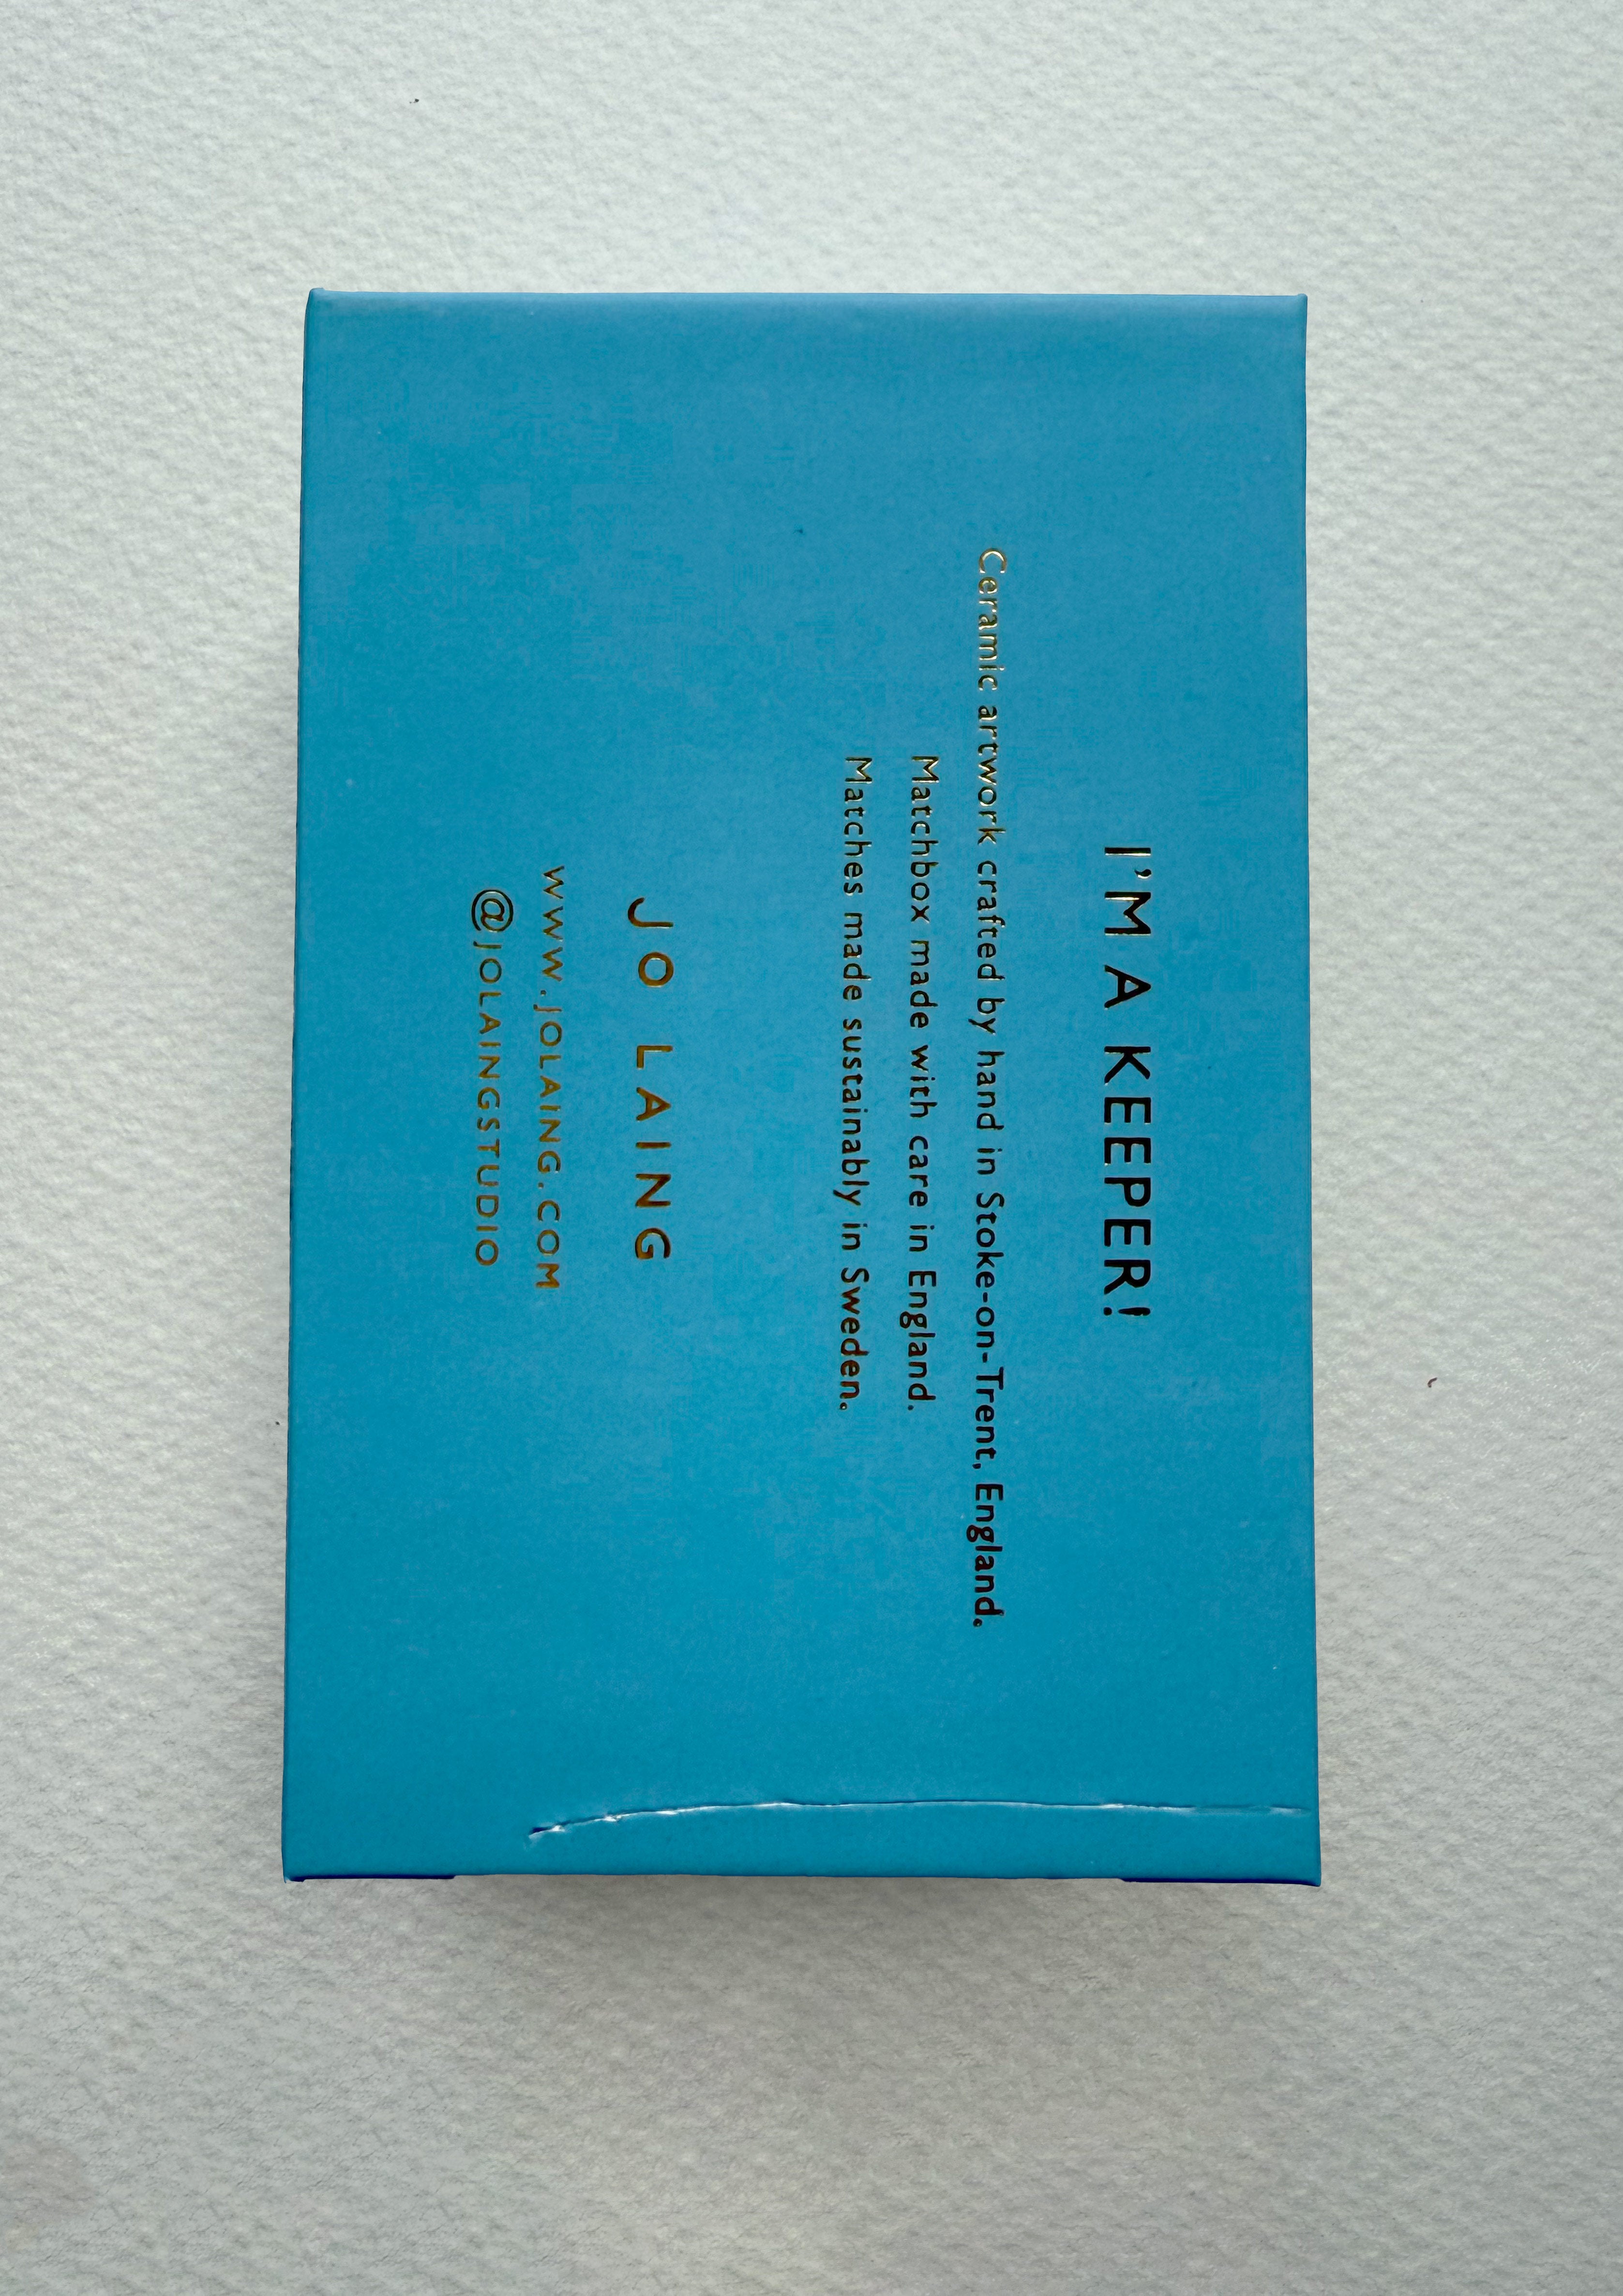 I'M A KEEPER!
Ceramic artwork crafted by hand in Stoke-on-Trent, England.
Matchbox made with care in England.
Matches made sustainably in Sweden.
JO LAING
WWW.JOLAING.COM
@JOLAINGSTUDIO